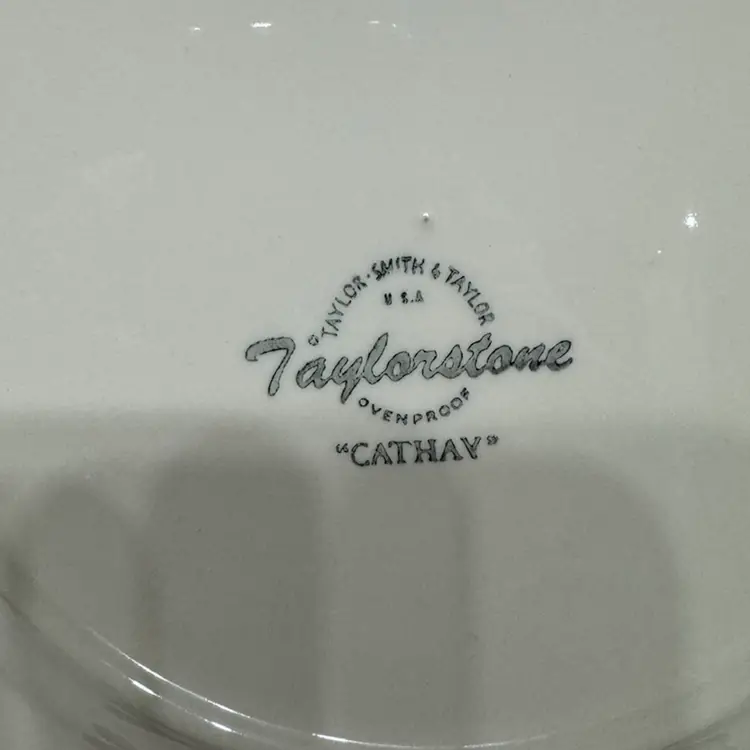 © TAYLOR · SMITH & TAYLOR
U S.A
Taylorstone
OVENPROOF
"CATHAY"